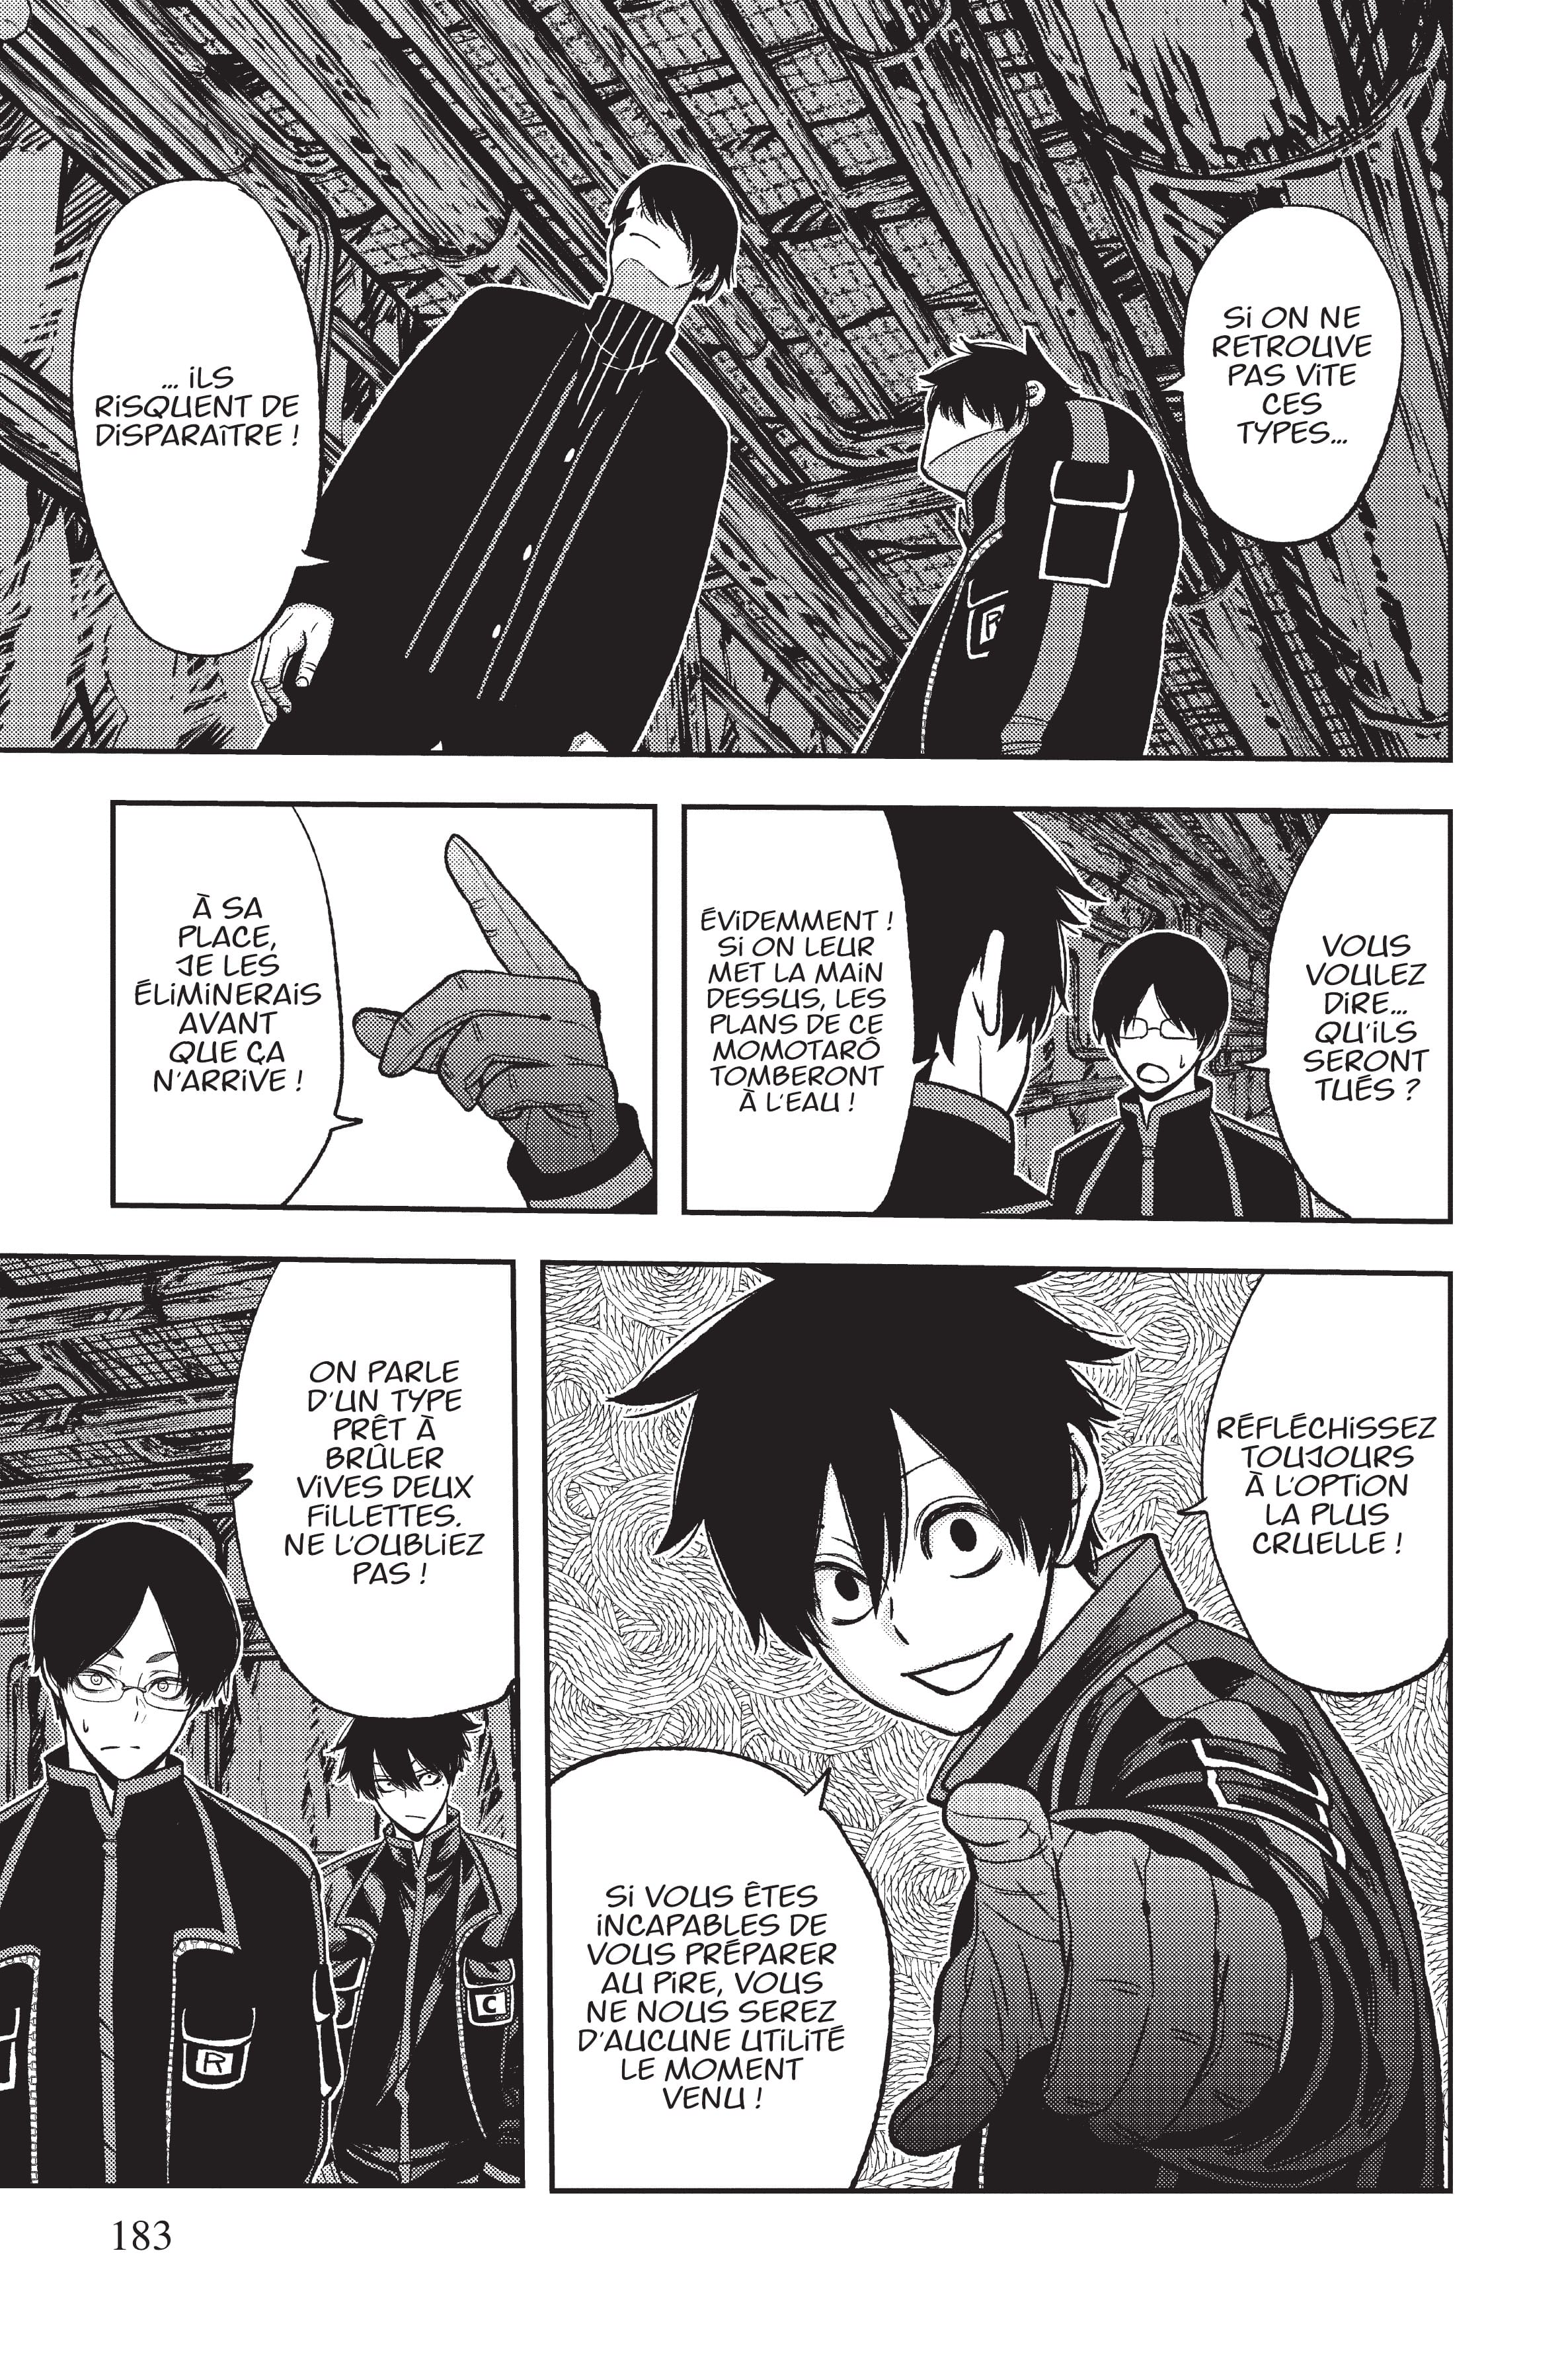 SI ON NE
RETROUVE
PAS VITE
CES
TYPES...
... ILS
RISQUENT DE
DISPARAÎTRE !
R
VOUS
VOULEZ
DIRE...
QU'ILS
SERONT
TUÉS ?
ÉVIDEMMENT !
SI ON LEUR
MET LA MAIN
DESSUS, LES
PLANS DE CE
MOMOTARÔ
TOMBERONT
À L'EAU !
À SA
PLACE,
JE LES
ÉLIMINERAIS
AVANT
QUE ÇA
N'ARRIVE !
RÉFLÉCHISSEZ
TOUJOURS
À L'OPTION
LA PLUS
CRUELLE !
SI VOUS ÊTES
INCAPABLES DE
VOUS PRÉPARER
AU PIRE, VOUS
NE NOUS SEREZ
D'AUCUNE UTILITÉ
LE MOMENT
VENU !
ON PARLE
D'UN TYPE
PRÊT À
BRÛLER
VIVES DEUX
FILLETTES.
NE L'OUBLIEZ
PAS !
C
R
183